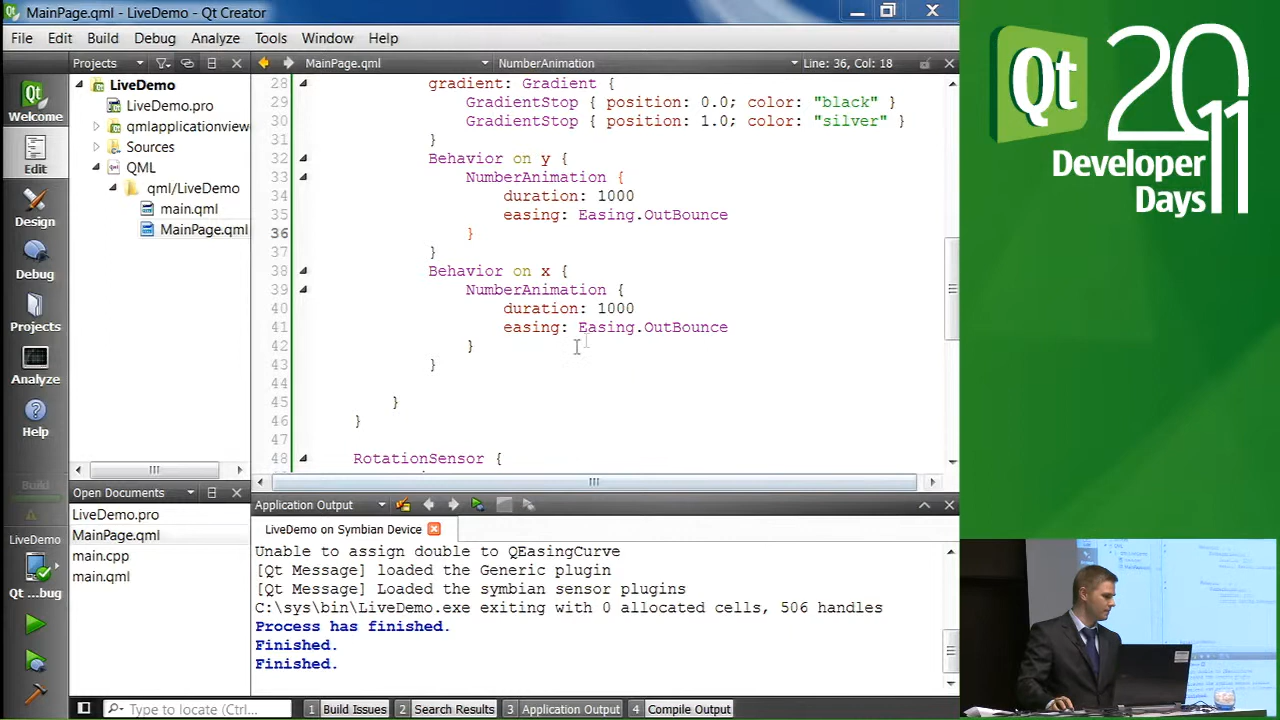 MainPage.qml - LiveDemo - Qt Creator
File Edit Build Debug Analyze Tools Window Help
Projects
MainPage.qml
NumberAnimation
Line: 36, Col: 18
Welcome
Edit
Design
Debug
Projects
Analyze
Help
Build
LiveDemo
Qt ...bug
LiveDemo
LiveDemo.pro
qmlapplicationview
Sources
QML
qml/LiveDemo
main.qml
MainPage.qml
Open Documents
LiveDemo.pro
MainPage.qml
main.cpp
main.qml
28 gradient: Gradient {
29 GradientStop { position: 0.0; color: "black" }
30 GradientStop { position: 1.0; color: "silver" }
31 }
32 Behavior on y {
33 NumberAnimation {
34 duration: 1000
35 easing: Easing.OutBounce
36 }
37 }
38 Behavior on x {
39 NumberAnimation {
40 duration: 1000
41 easing: Easing.OutBounce
42 }
43 }
44
45 }
46 }
47
48 RotationSensor {
Application Output
LiveDemo on Symbian Device
Unable to assign double to QEasingCurve
[Qt Message] loaded the Generic plugin
[Qt Message] Loaded the symbian sensor plugins
C:\sys\bin\LiveDemo.exe exiting with 0 allocated cells, 506 handles
Process has finished.
Finished.
Finished.
Type to locate (Ctrl...
1 Build Issues 2 Search Results 3 Application Output 4 Compile Output
Qt
2011
Developer
Days